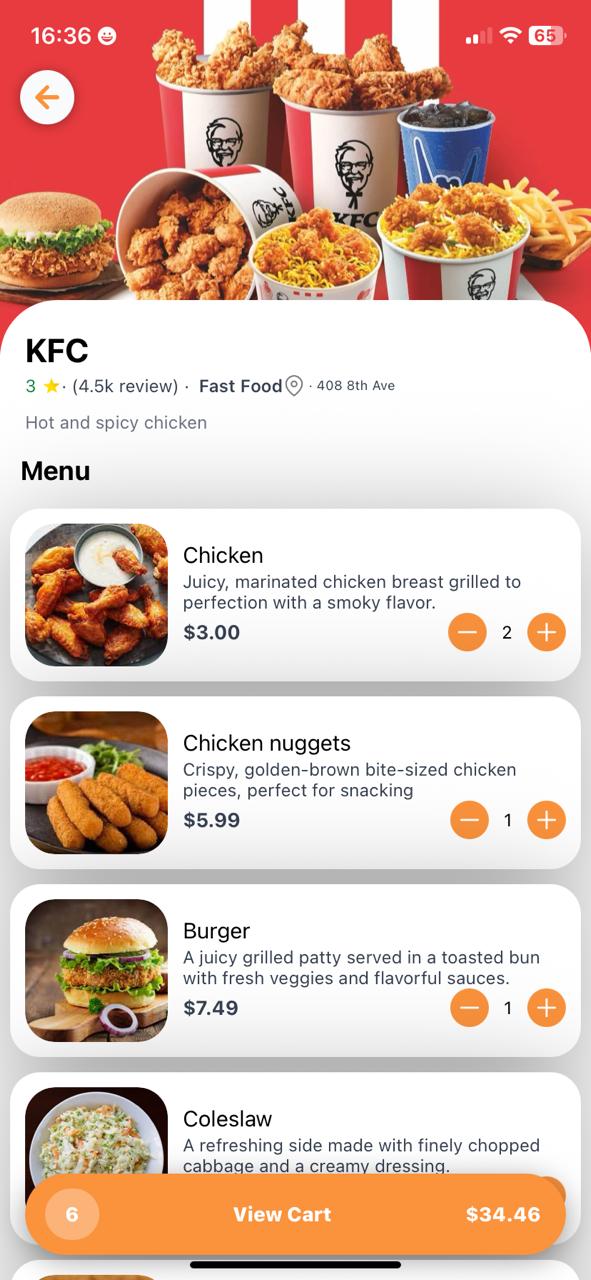 16:36
65
KFC
KFC
KFC
3 · (4.5k review) · Fast Food · 408 8th Ave
Hot and spicy chicken
Menu
Chicken
Juicy, marinated chicken breast grilled to
perfection with a smoky flavor.
$3.00 2
Chicken nuggets
Crispy, golden-brown bite-sized chicken
pieces, perfect for snacking
$5.99 1
Burger
A juicy grilled patty served in a toasted bun
with fresh veggies and flavorful sauces.
$7.49 1
Coleslaw
A refreshing side made with finely chopped
cabbage and a creamy dressing.
6 View Cart $34.46